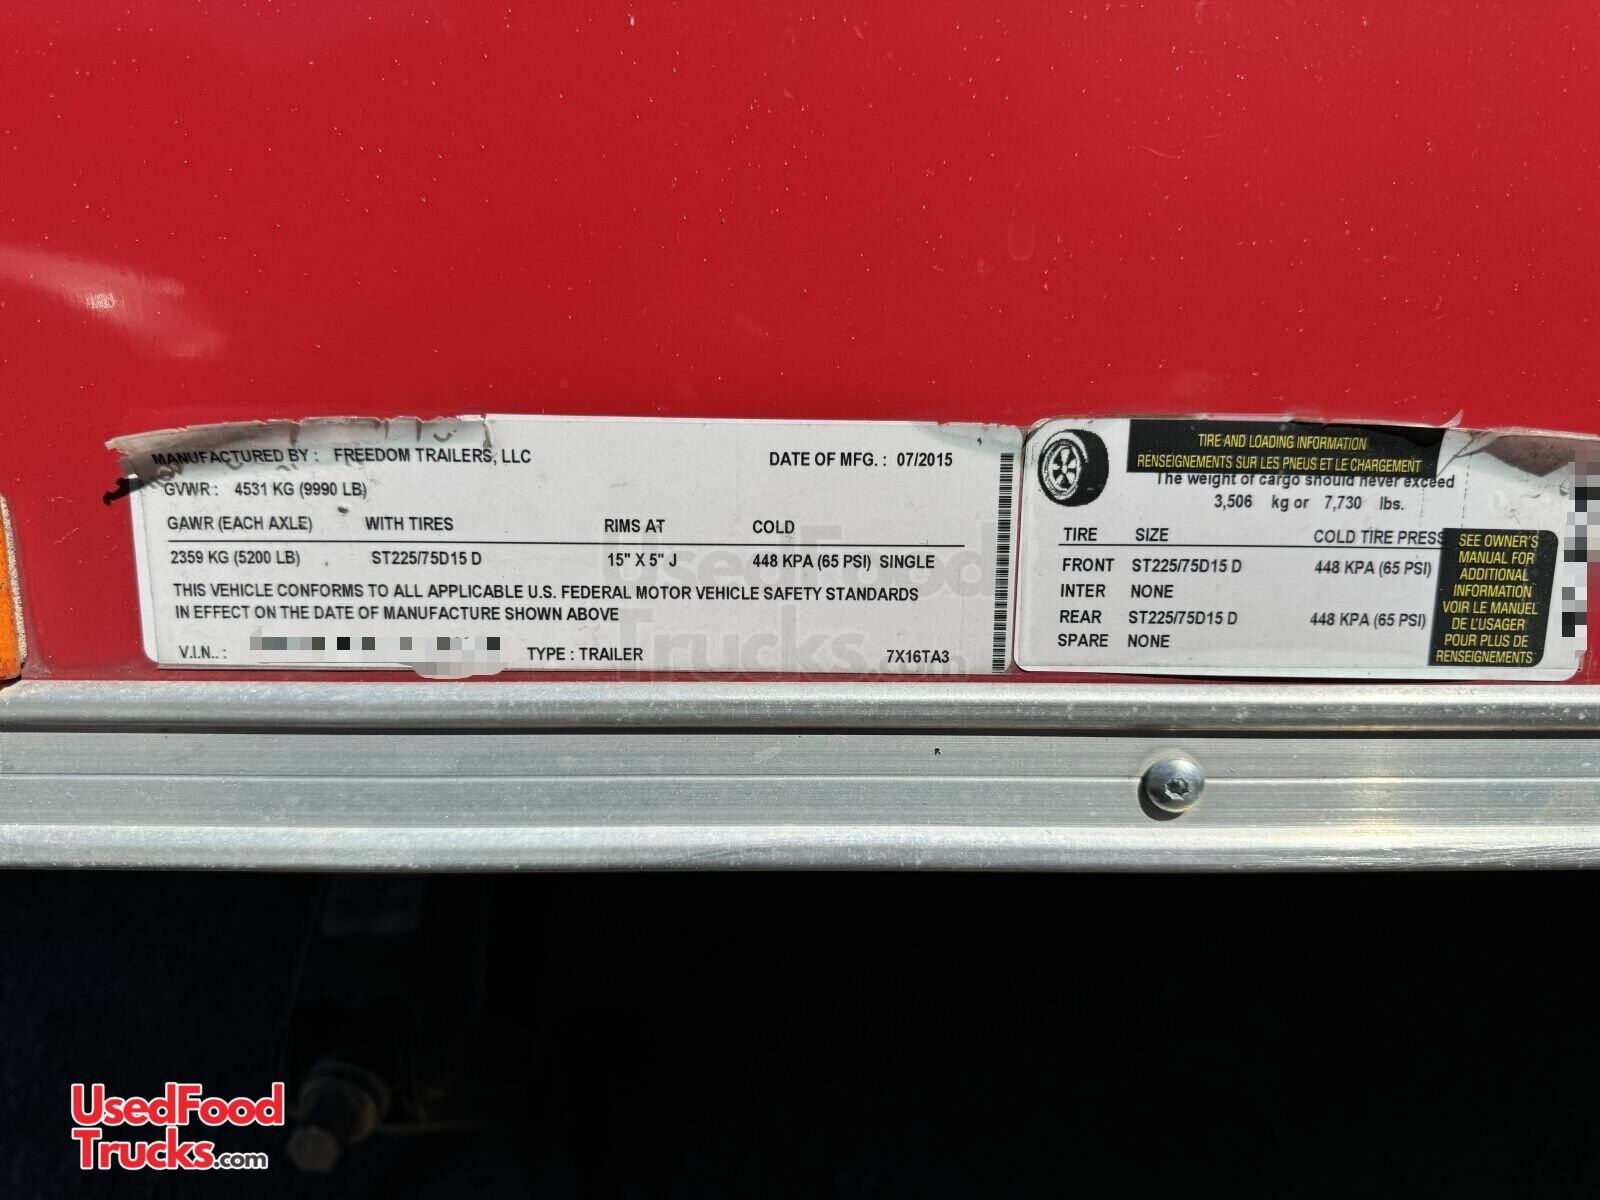 MANUFACTURED BY : FREEDOM TRAILERS, LLC DATE OF MFG. : 07/2015
GVWR : 4531 KG (9990 LB)
GAWR (EACH AXLE) WITH TIRES RIMS AT COLD
2359 KG (5200 LB) ST225/75D15 D 15" X 5" J 448 KPA (65 PSI) SINGLE
THIS VEHICLE CONFORMS TO ALL APPLICABLE U.S. FEDERAL MOTOR VEHICLE SAFETY STANDARDS
IN EFFECT ON THE DATE OF MANUFACTURE SHOWN ABOVE
V.I.N.. : TYPE : TRAILER 7X16TA3
TIRE AND LOADING INFORMATION
RENSEIGNEMENTS SUR LES PNEUS ET LE CHARGEMENT
The weight of cargo should never exceed
3,506 kg or 7,730 lbs.
TIRE SIZE COLD TIRE PRESS
FRONT ST225/75D15 D 448 KPA (65 PSI)
INTER NONE
REAR ST225/75D15 D 448 KPA (65 PSI)
SPARE NONE
SEE OWNER'S
MANUAL FOR
ADDITIONAL
INFORMATION
VOIR LE MANUEL
DE L'USAGER
POUR PLUS DE
RENSEIGNEMENTS
UsedFood
Trucks.com
UsedFood
Trucks.com